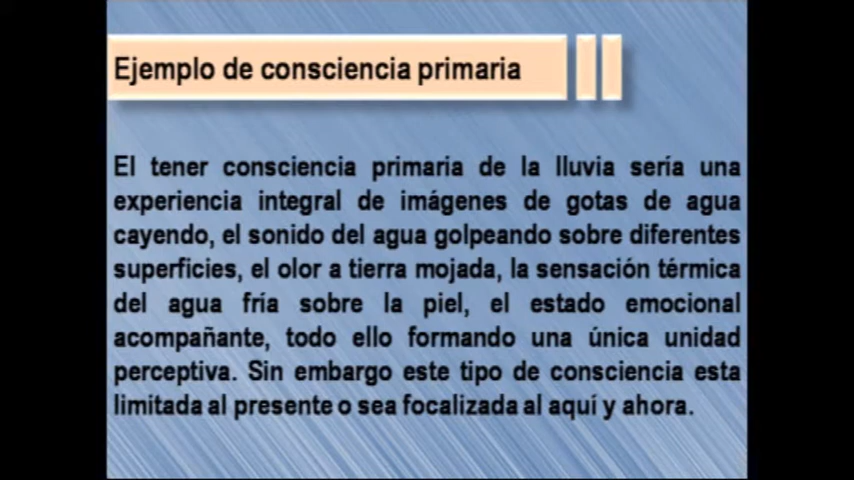 Ejemplo de consciencia primaria
El tener consciencia primaria de la lluvia sería una
experiencia integral de imágenes de gotas de agua
cayendo, el sonido del agua golpeando sobre diferentes
superficies, el olor a tierra mojada, la sensación térmica
del agua fría sobre la piel, el estado emocional
acompañante, todo ello formando una única unidad
perceptiva. Sin embargo este tipo de consciencia esta
limitada al presente o sea focalizada al aquí y ahora.